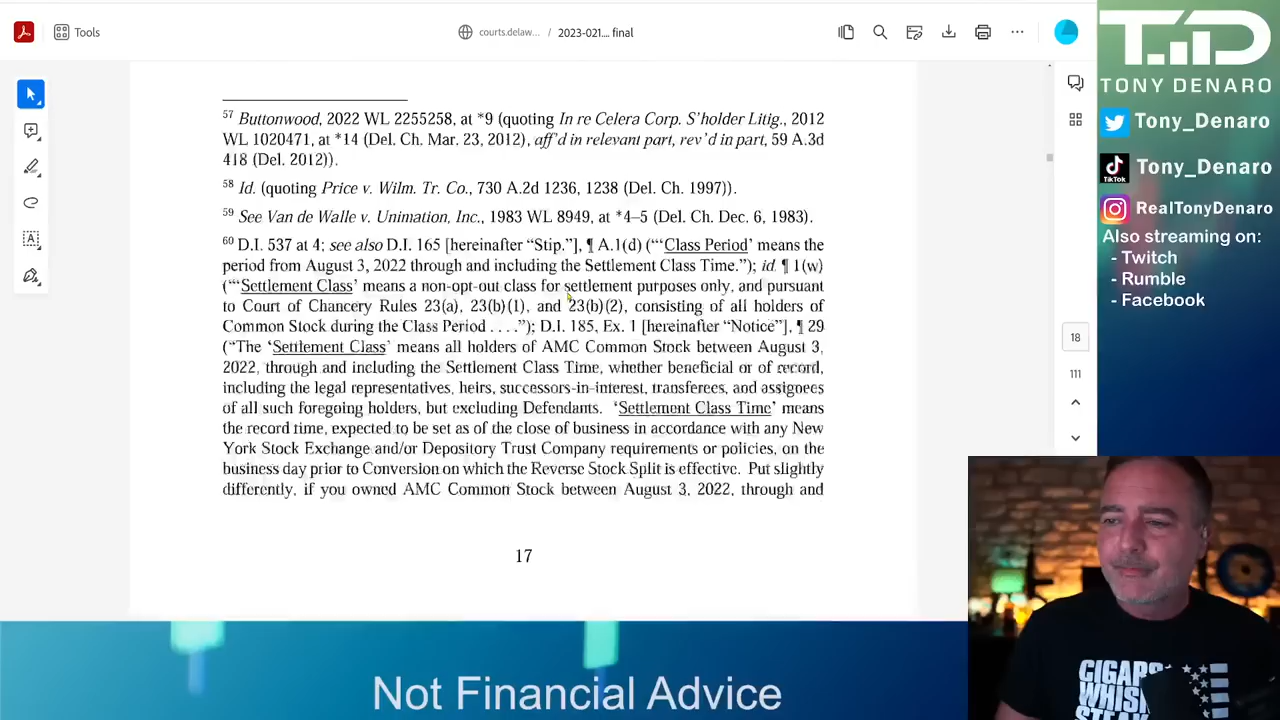 Tools
courts.delaw... / 2023-021.... final
57 Buttonwood, 2022 WL 2255258, at *9 (quoting In re Celera Corp. S'holder Litig., 2012
WL 1020471, at *14 (Del. Ch. Mar. 23, 2012), aff'd in relevant part, rev'd in part, 59 A.3d
418 (Del. 2012)).
58 Id. (quoting Price v. Wilm. Tr. Co., 730 A.2d 1236, 1238 (Del. Ch. 1997)).
59 See Van de Walle v. Unimation, Inc., 1983 WL 8949, at *4–5 (Del. Ch. Dec. 6, 1983).
60 D.I. 537 at 4; see also D.I. 165 [hereinafter “Stip.”], ¶ A.1(d) (“‘Class Period’ means the
period from August 3, 2022 through and including the Settlement Class Time.”); id. ¶ 1(w)
(“‘Settlement Class’ means a non-opt-out class for settlement purposes only, and pursuant
to Court of Chancery Rules 23(a), 23(b)(1), and 23(b)(2), consisting of all holders of
Common Stock during the Class Period . . . .”); D.I. 185, Ex. 1 [hereinafter “Notice”], ¶ 29
(“The ‘Settlement Class’ means all holders of AMC Common Stock between August 3,
2022, through and including the Settlement Class Time, whether beneficial or of record,
including the legal representatives, heirs, successors-in-interest, transferees, and assignees
of all such foregoing holders, but excluding Defendants. ‘Settlement Class Time’ means
the record time, expected to be set as of the close of business in accordance with any New
York Stock Exchange and/or Depository Trust Company requirements or policies, on the
business day prior to Conversion on which the Reverse Stock Split is effective. Put slightly
differently, if you owned AMC Common Stock between August 3, 2022, through and
17
18
111
TD
TONY DENARO
Tony_Denaro
TikTok
Tony_Denaro
RealTonyDenaro
Also streaming on:
- Twitch
- Rumble
- Facebook
Not Financial Advice
CIGARS
WHIS